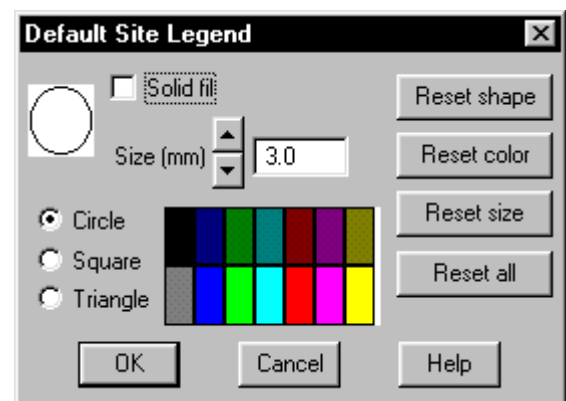 Default Site Legend
Solid fil
Reset shape
Size (mm) 3.0
Reset color
Circle
Reset size
Square
Reset all
Triangle
OK Cancel Help